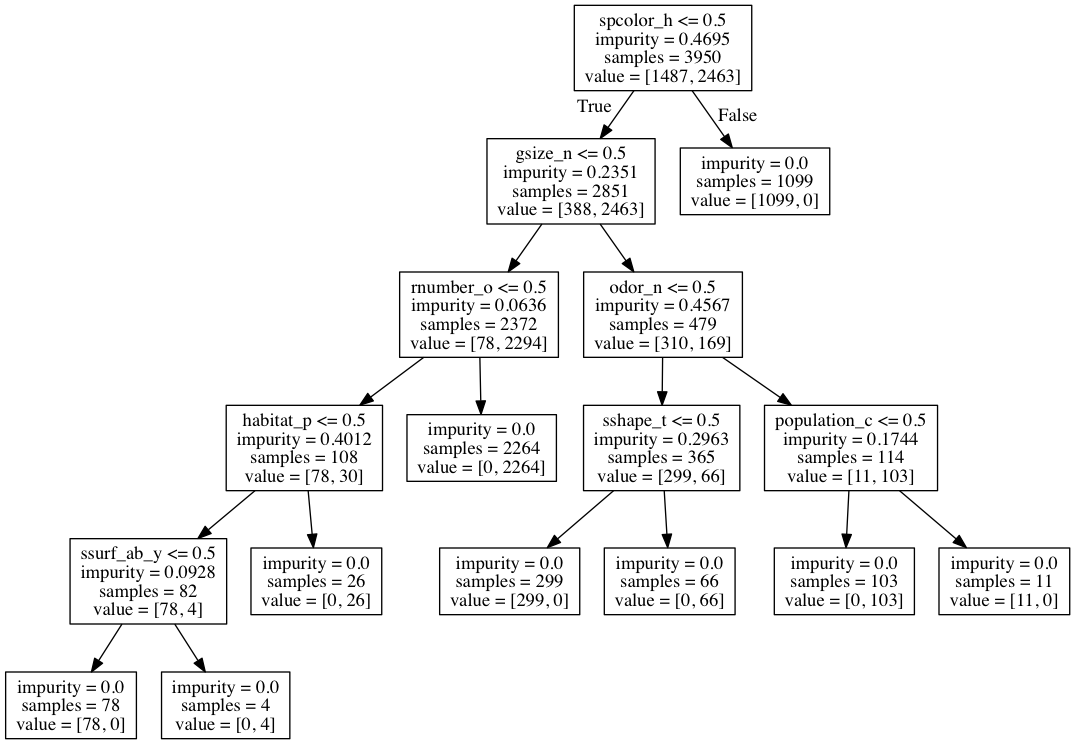 spcolor_h <= 0.5
impurity = 0.4695
samples = 3950
value = [1487, 2463]
True
False
gsize_n <= 0.5
impurity = 0.2351
samples = 2851
value = [388, 2463]
impurity = 0.0
samples = 1099
value = [1099, 0]
rnumber_o <= 0.5
impurity = 0.0636
samples = 2372
value = [78, 2294]
odor_n <= 0.5
impurity = 0.4567
samples = 479
value = [310, 169]
habitat_p <= 0.5
impurity = 0.4012
samples = 108
value = [78, 30]
impurity = 0.0
samples = 2264
value = [0, 2264]
sshape_t <= 0.5
impurity = 0.2963
samples = 365
value = [299, 66]
population_c <= 0.5
impurity = 0.1744
samples = 114
value = [11, 103]
ssurf_ab_y <= 0.5
impurity = 0.0928
samples = 82
value = [78, 4]
impurity = 0.0
samples = 26
value = [0, 26]
impurity = 0.0
samples = 299
value = [299, 0]
impurity = 0.0
samples = 66
value = [0, 66]
impurity = 0.0
samples = 103
value = [0, 103]
impurity = 0.0
samples = 11
value = [11, 0]
impurity = 0.0
samples = 78
value = [78, 0]
impurity = 0.0
samples = 4
value = [0, 4]